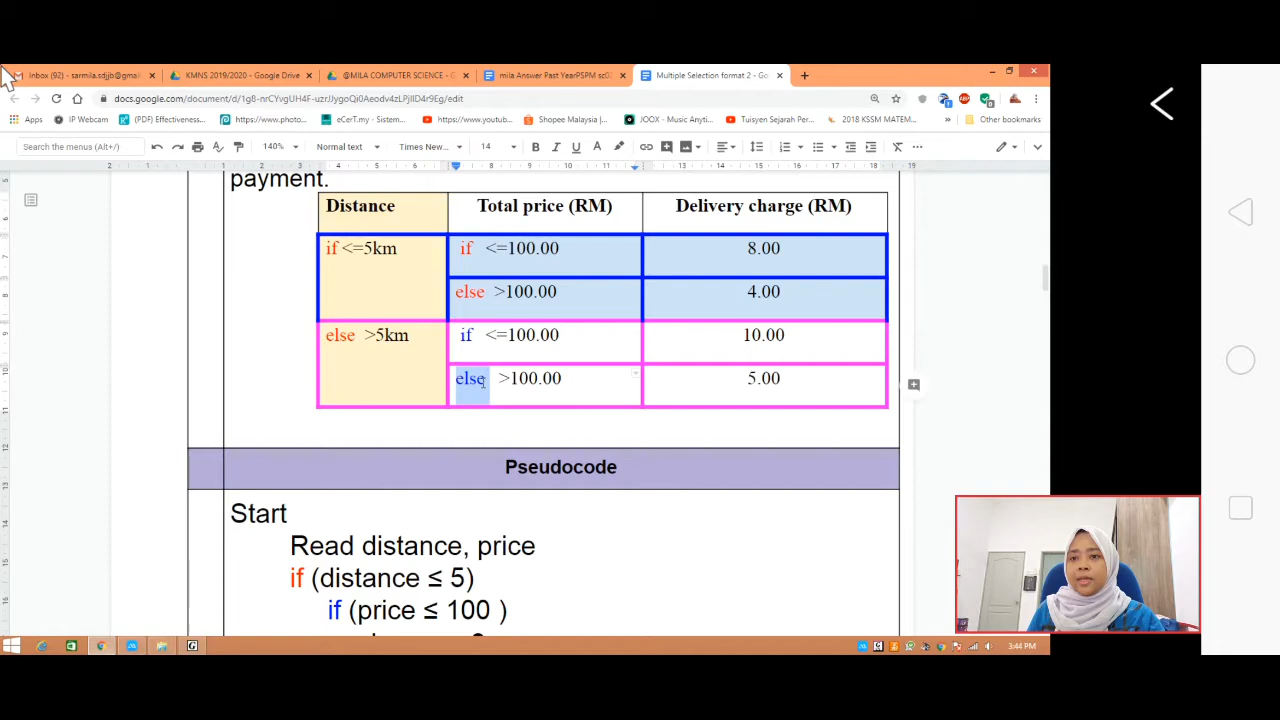 Inbox (92) - sarmila.sdjjb@gmai
KMNS 2019/2020 - Google Drive
@MILA COMPUTER SCIENCE - G
mila Answer Past YearPSPM sc03
Multiple Selection format 2 - Go
docs.google.com/document/d/1g8-nrCYvgUH4F-uzrJJygoQi0Aeodv4zLPjlID4r9Eg/edit
Apps
IP Webcam
(PDF) Effectiveness...
https://www.photo...
eCerT.my - Sistem...
https://www.youtub...
Shopee Malaysia |...
JOOX - Music Anyti...
Tuisyen Sejarah Per...
2018 KSSM MATEM...
Other bookmarks
Search the menus (Alt+/)
140%
Normal text
Times New...
14
payment.
Distance Total price (RM) Delivery charge (RM)
if <=5km if <=100.00 8.00
else >100.00 4.00
else >5km if <=100.00 10.00
else >100.00 5.00
Pseudocode
Start
Read distance, price
if (distance ≤ 5)
if (price ≤ 100 )
3:44 PM